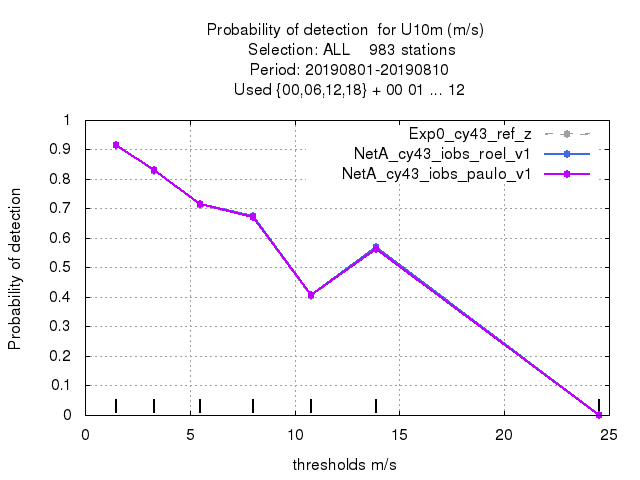 Probability of detection  for U10m (m/s)
Selection: ALL    983 stations
Period: 20190801-20190810
Used {00,06,12,18} + 00 01 ... 12
Exp0_cy43_ref_z
NetA_cy43_iobs_roel_v1
NetA_cy43_iobs_paulo_v1
1
0.9
0.8
0.7
0.6
0.5
0.4
0.3
0.2
0.1
0
Probability of detection
0 5 10 15 20 25
thresholds m/s